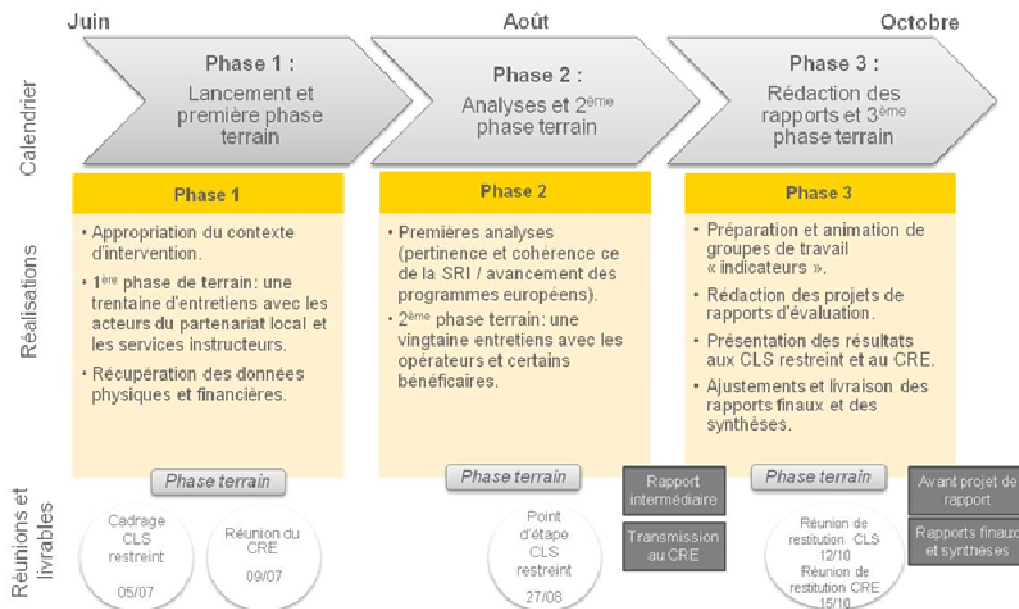 Juin
Août
Octobre
Calendrier
Phase 1 :
Lancement et
première phase
terrain
Phase 2 :
Analyses et 2ème
phase terrain
Phase 3 :
Rédaction des
rapports et 3ème
phase terrain
Réalisations
Phase 1
• Appropriation du contexte
d'intervention.
• 1ère phase de terrain: une
trentaine d'entretiens avec les
acteurs du partenariat local et
les services instructeurs.
• Récupération des données
physiques et financières.
Phase 2
• Premières analyses
(pertinence et cohérence ce
de la SRI / avancement des
programmes européens).
• 2ème phase terrain: une
vingtaine entretiens avec les
opérateurs et certains
bénéficaires.
Phase 3
• Préparation et animation de
groupes de travail
« indicateurs ».
• Rédaction des projets de
rapports d'évaluation.
• Présentation des résultats
aux CLS restreint et au CRE.
• Ajustements et livraison des
rapports finaux et des
synthèses.
Réunions et
livrables
Phase terrain
Cadrage
CLS
restreint
05/07
Réunion du
CRE
09/07
Phase terrain
Point
d'étape
CLS
restreint
27/08
Rapport
intermédiaire
Transmission
au CRE
Phase terrain
Réunion de
restitution CLS
12/10
Réunion de
restitution CRE
15/10
Avant projet de
rapport
Rapports finaux
et synthèses